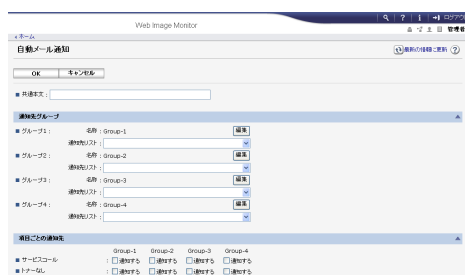 Web Image Monitor
? | i | ログアウト
管理者
ホーム
自動メール通知
最新の情報に更新 ?
OK キャンセル
■ 共通本文 :
通知先グループ
■ グループ1 : 名称 : Group-1 編集
通知先リスト :
■ グループ2 : 名称 : Group-2 編集
通知先リスト :
■ グループ3 : 名称 : Group-3 編集
通知先リスト :
■ グループ4 : 名称 : Group-4 編集
通知先リスト :
項目ごとの通知先
Group-1 Group-2 Group-3 Group-4
■ サービスコール : 通知する 通知する 通知する 通知する
■ トナーなし : 通知する 通知する 通知する 通知する